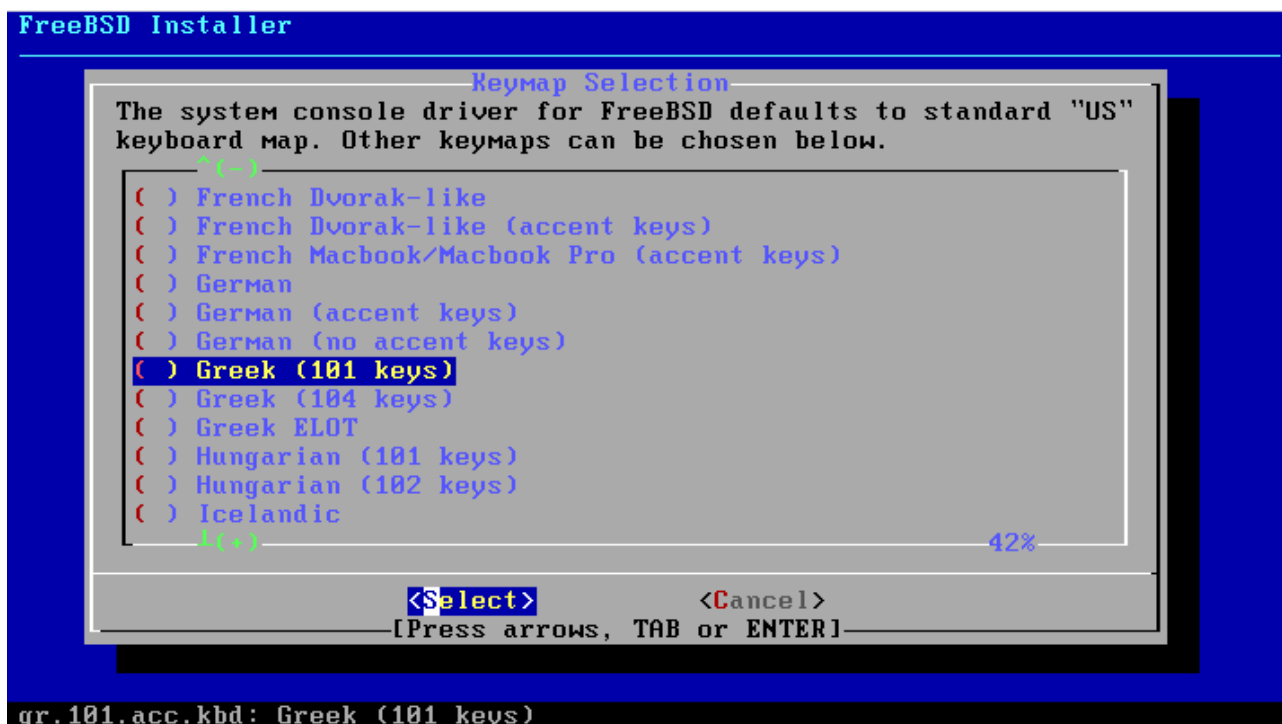 FreeBSD Installer
Keymap Selection
The system console driver for FreeBSD defaults to standard "US"
keyboard map. Other keymaps can be chosen below.
^(-)
( ) French Dvorak-like
( ) French Dvorak-like (accent keys)
( ) French Macbook/Macbook Pro (accent keys)
( ) German
( ) German (accent keys)
( ) German (no accent keys)
( ) Greek (101 keys)
( ) Greek (104 keys)
( ) Greek ELOT
( ) Hungarian (101 keys)
( ) Hungarian (102 keys)
( ) Icelandic
┴(+) 42%
<Select> <Cancel>
[Press arrows, TAB or ENTER]
gr.101.acc.kbd: Greek (101 keys)